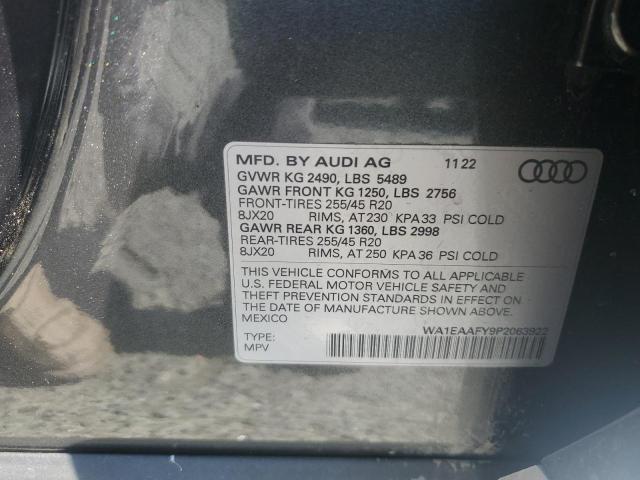 MFD. BY AUDI AG 11 22
GVWR KG 2490, LBS 5489
GAWR FRONT KG 1250, LBS 2756
FRONT-TIRES 255/45 R20
8JX20 RIMS, AT 230 KPA 33 PSI COLD
GAWR REAR KG 1360, LBS 2998
REAR-TIRES 255/45 R20
8JX20 RIMS, AT 250 KPA 36 PSI COLD
THIS VEHICLE CONFORMS TO ALL APPLICABLE
U.S. FEDERAL MOTOR VEHICLE SAFETY AND
THEFT PREVENTION STANDARDS IN EFFECT ON
THE DATE OF MANUFACTURE SHOWN ABOVE.
MEXICO
WA1EAAFY9P2063922
TYPE:
MPV